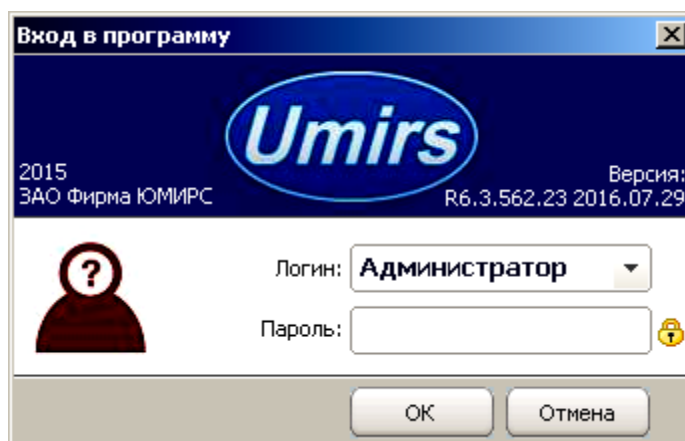 Вход в программу
Umirs
2015
ЗАО Фирма ЮМИРС
Версия:
R6.3.562.23 2016.07.29
?
Логин: Администратор
Пароль:
ОК Отмена